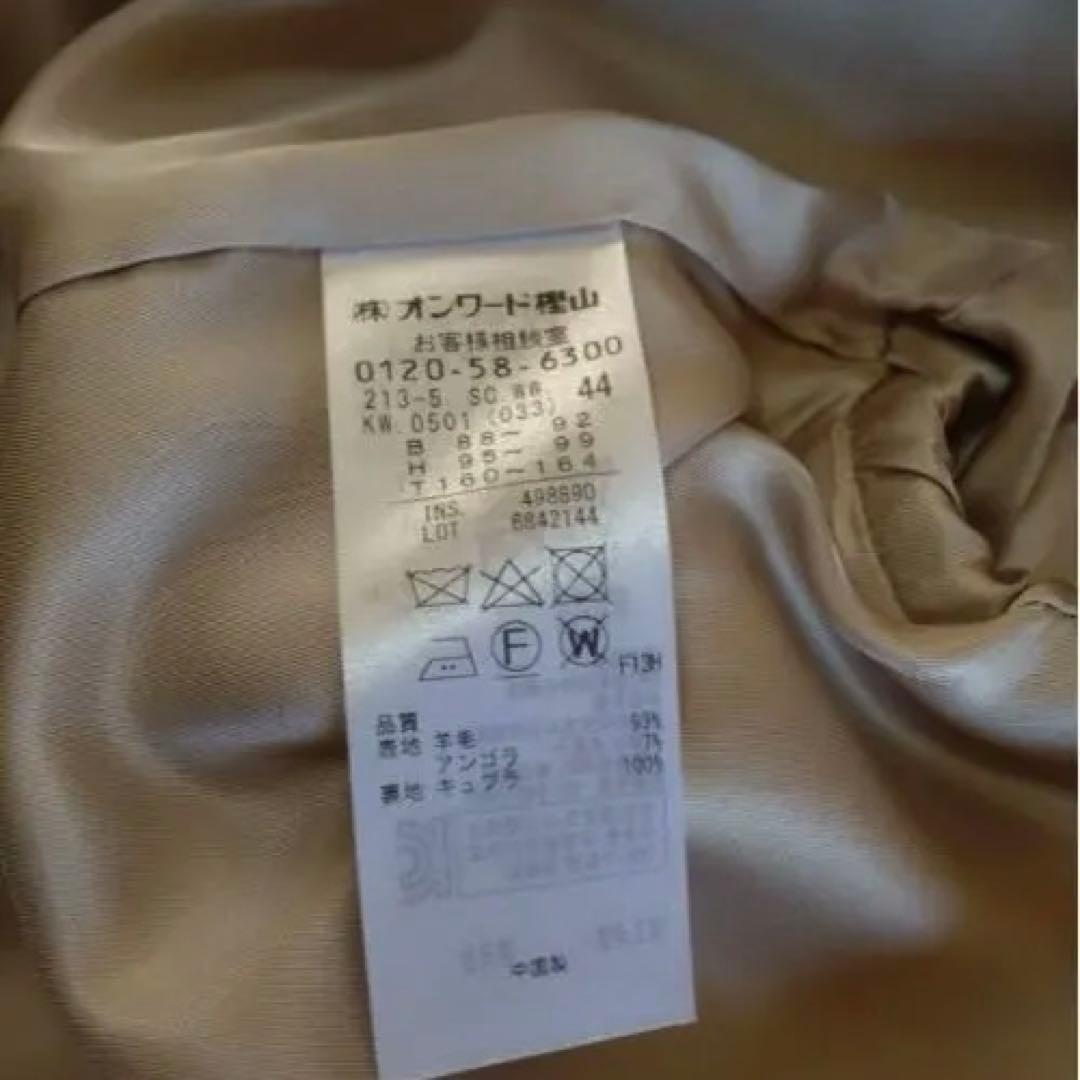 ㈱オンワード樫山
お客様相談室
0120-58-6300
213-5. SC. 44
KW.0501 (033)
B 88~ 92
H 95~ 99
T160~164
INS. 498890
LOT 6842144
F
W
F13H
品質
表地 羊毛 93%
アンゴラ 7%
裏地 キュプラ 100%
中国製